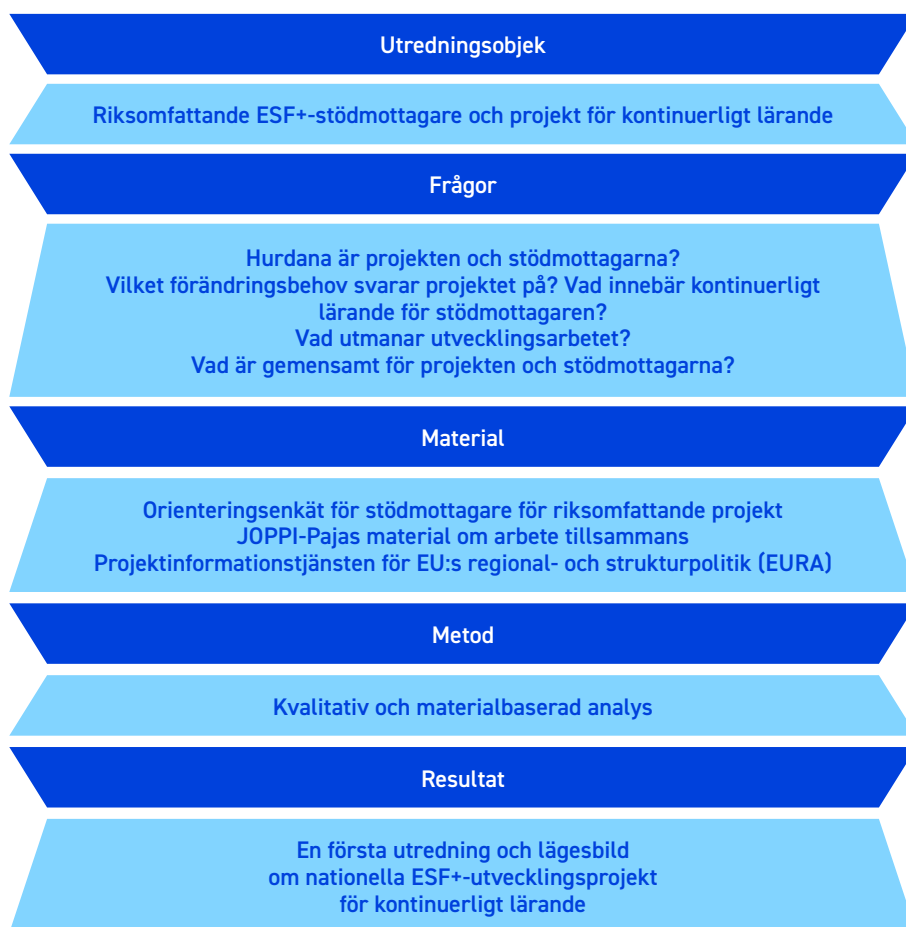 Utredningsobjek
Riksomfattande ESF+-stödmottagare och projekt för kontinuerligt lärande
Frågor
Hurdana är projekten och stödmottagarna?
Vilket förändringsbehov svarar projektet på? Vad innebär kontinuerligt
lärande för stödmottagaren?
Vad utmanar utvecklingsarbetet?
Vad är gemensamt för projekten och stödmottagarna?
Material
Orienteringsenkät för stödmottagare för riksomfattande projekt
JOPPI-Pajas material om arbete tillsammans
Projektinformationstjänsten för EU:s regional- och strukturpolitik (EURA)
Metod
Kvalitativ och materialbaserad analys
Resultat
En första utredning och lägesbild
om nationella ESF+-utvecklingsprojekt
för kontinuerligt lärande